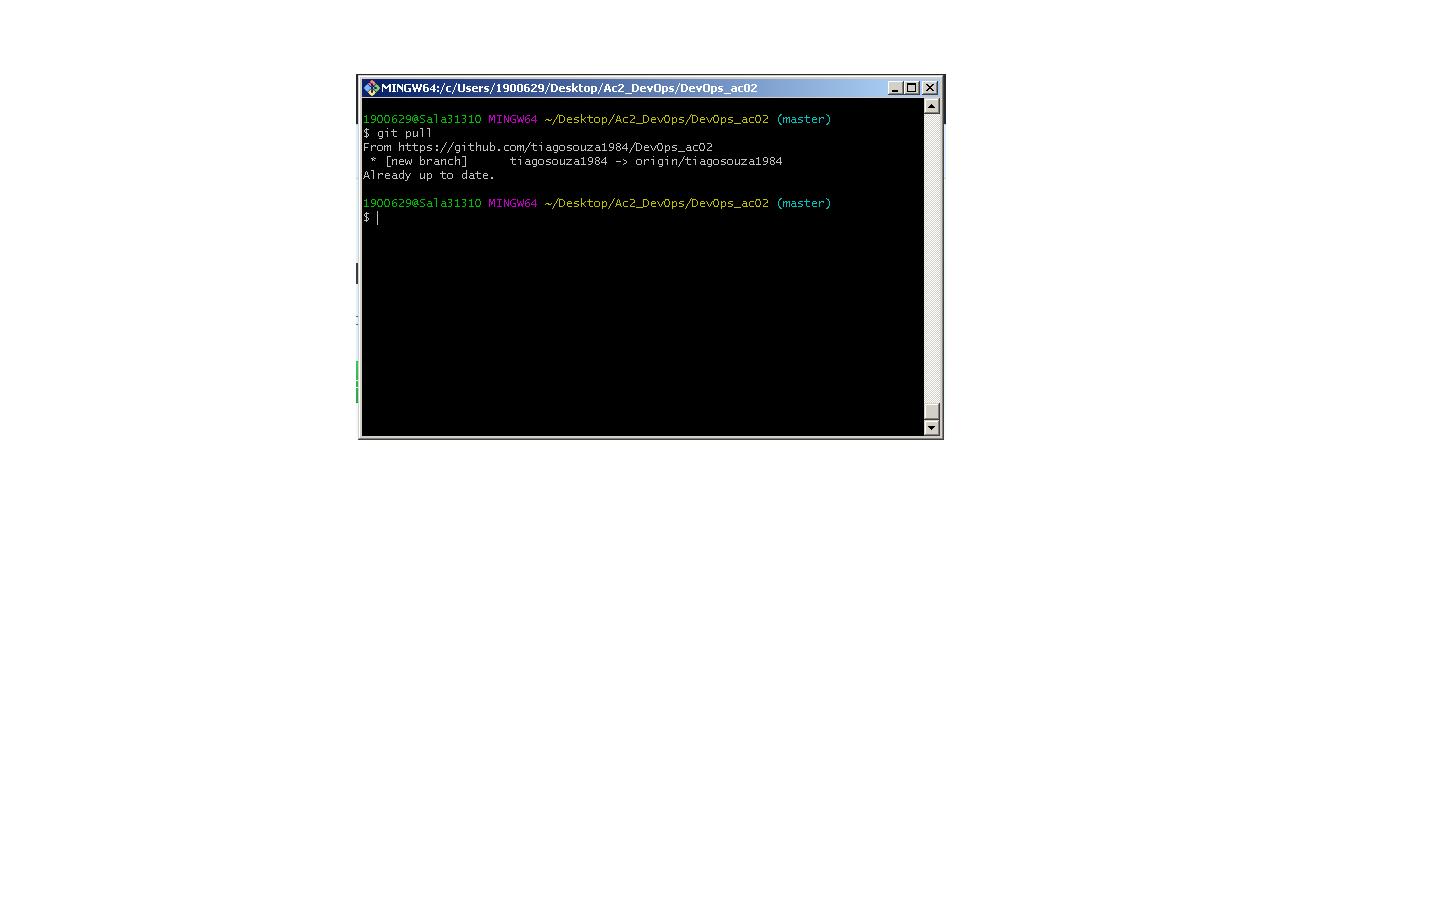 MINGW64:/c/Users/1900629/Desktop/Ac2_DevOps/DevOps_ac02
1900629@Sala31310 MINGW64 ~/Desktop/Ac2_DevOps/DevOps_ac02 (master)
$ git pull
From https://github.com/tiagosouza1984/DevOps_ac02
 * [new branch]      tiagosouza1984 -> origin/tiagosouza1984
Already up to date.
1900629@Sala31310 MINGW64 ~/Desktop/Ac2_DevOps/DevOps_ac02 (master)
$